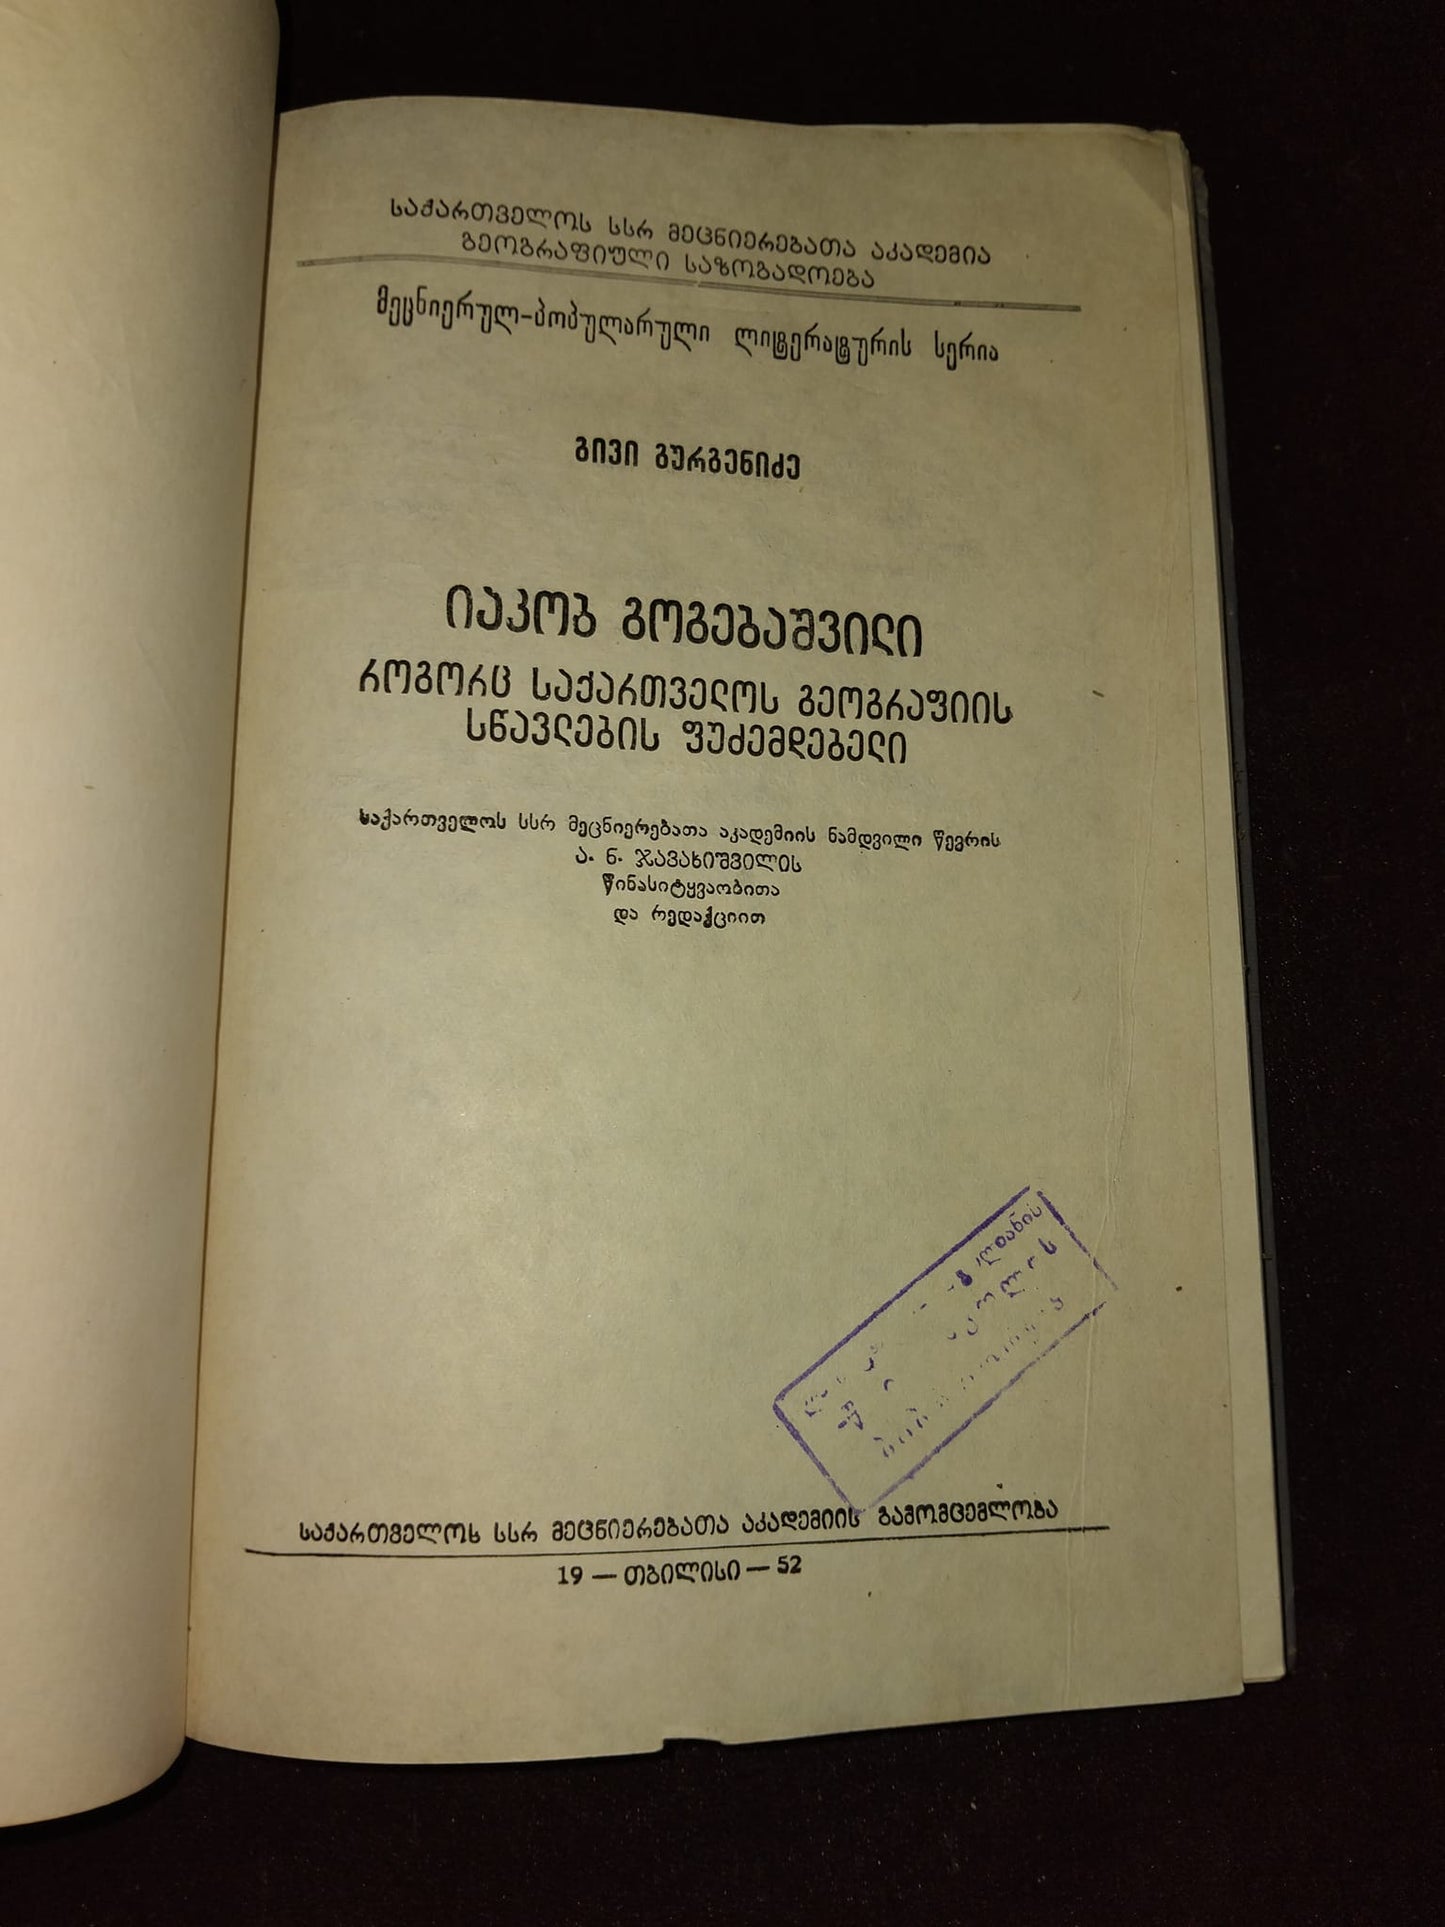 საქართველოს სსრ მეცნიერებათა აკადემია
გეოგრაფიული საზოგადოება
მეცნიერულ-პოპულარული ლიტერატურის სერია
გივი გურგენიძე
იაკობ გოგებაშვილი
როგორც საქართველოს გეოგრაფიის
სწავლების ფუძემდებელი
საქართველოს სსრ მეცნიერებათა აკადემიის ნამდვილი წევრის
ა. ნ. ჯავახიშვილის
წინასიტყვაობითა
და რედაქციით
საქართველოს სსრ მეცნიერებათა აკადემიის გამომცემლობა
19 — თბილისი — 52